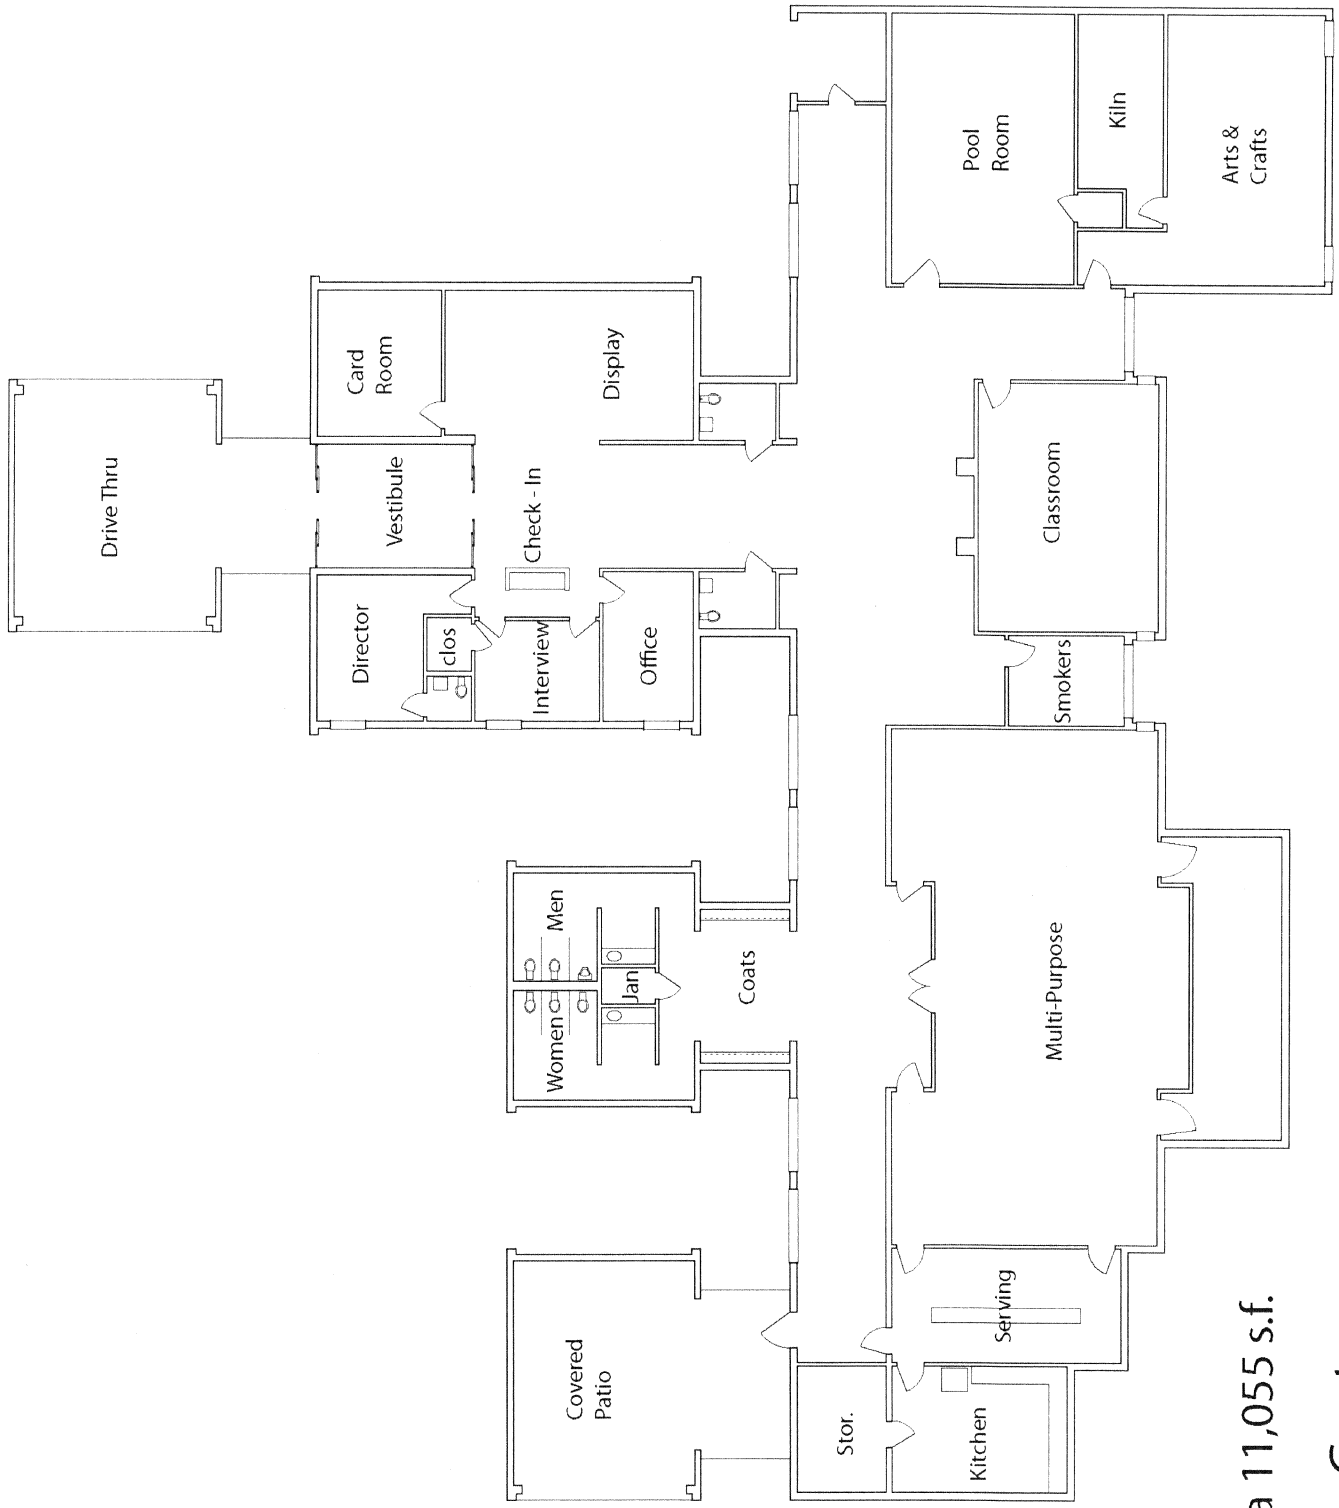 Drive Thru
Card
Room
Director
Vestibule
clos
Check - In
Interview
Women
Men
Covered
Patio
Display
Jan
Office
Coats
Stor.
Pool
Room
Kitchen
Serving
Classroom
Multi-Purpose
Smokers
Kiln
Arts &
Crafts
11,055 s.f.